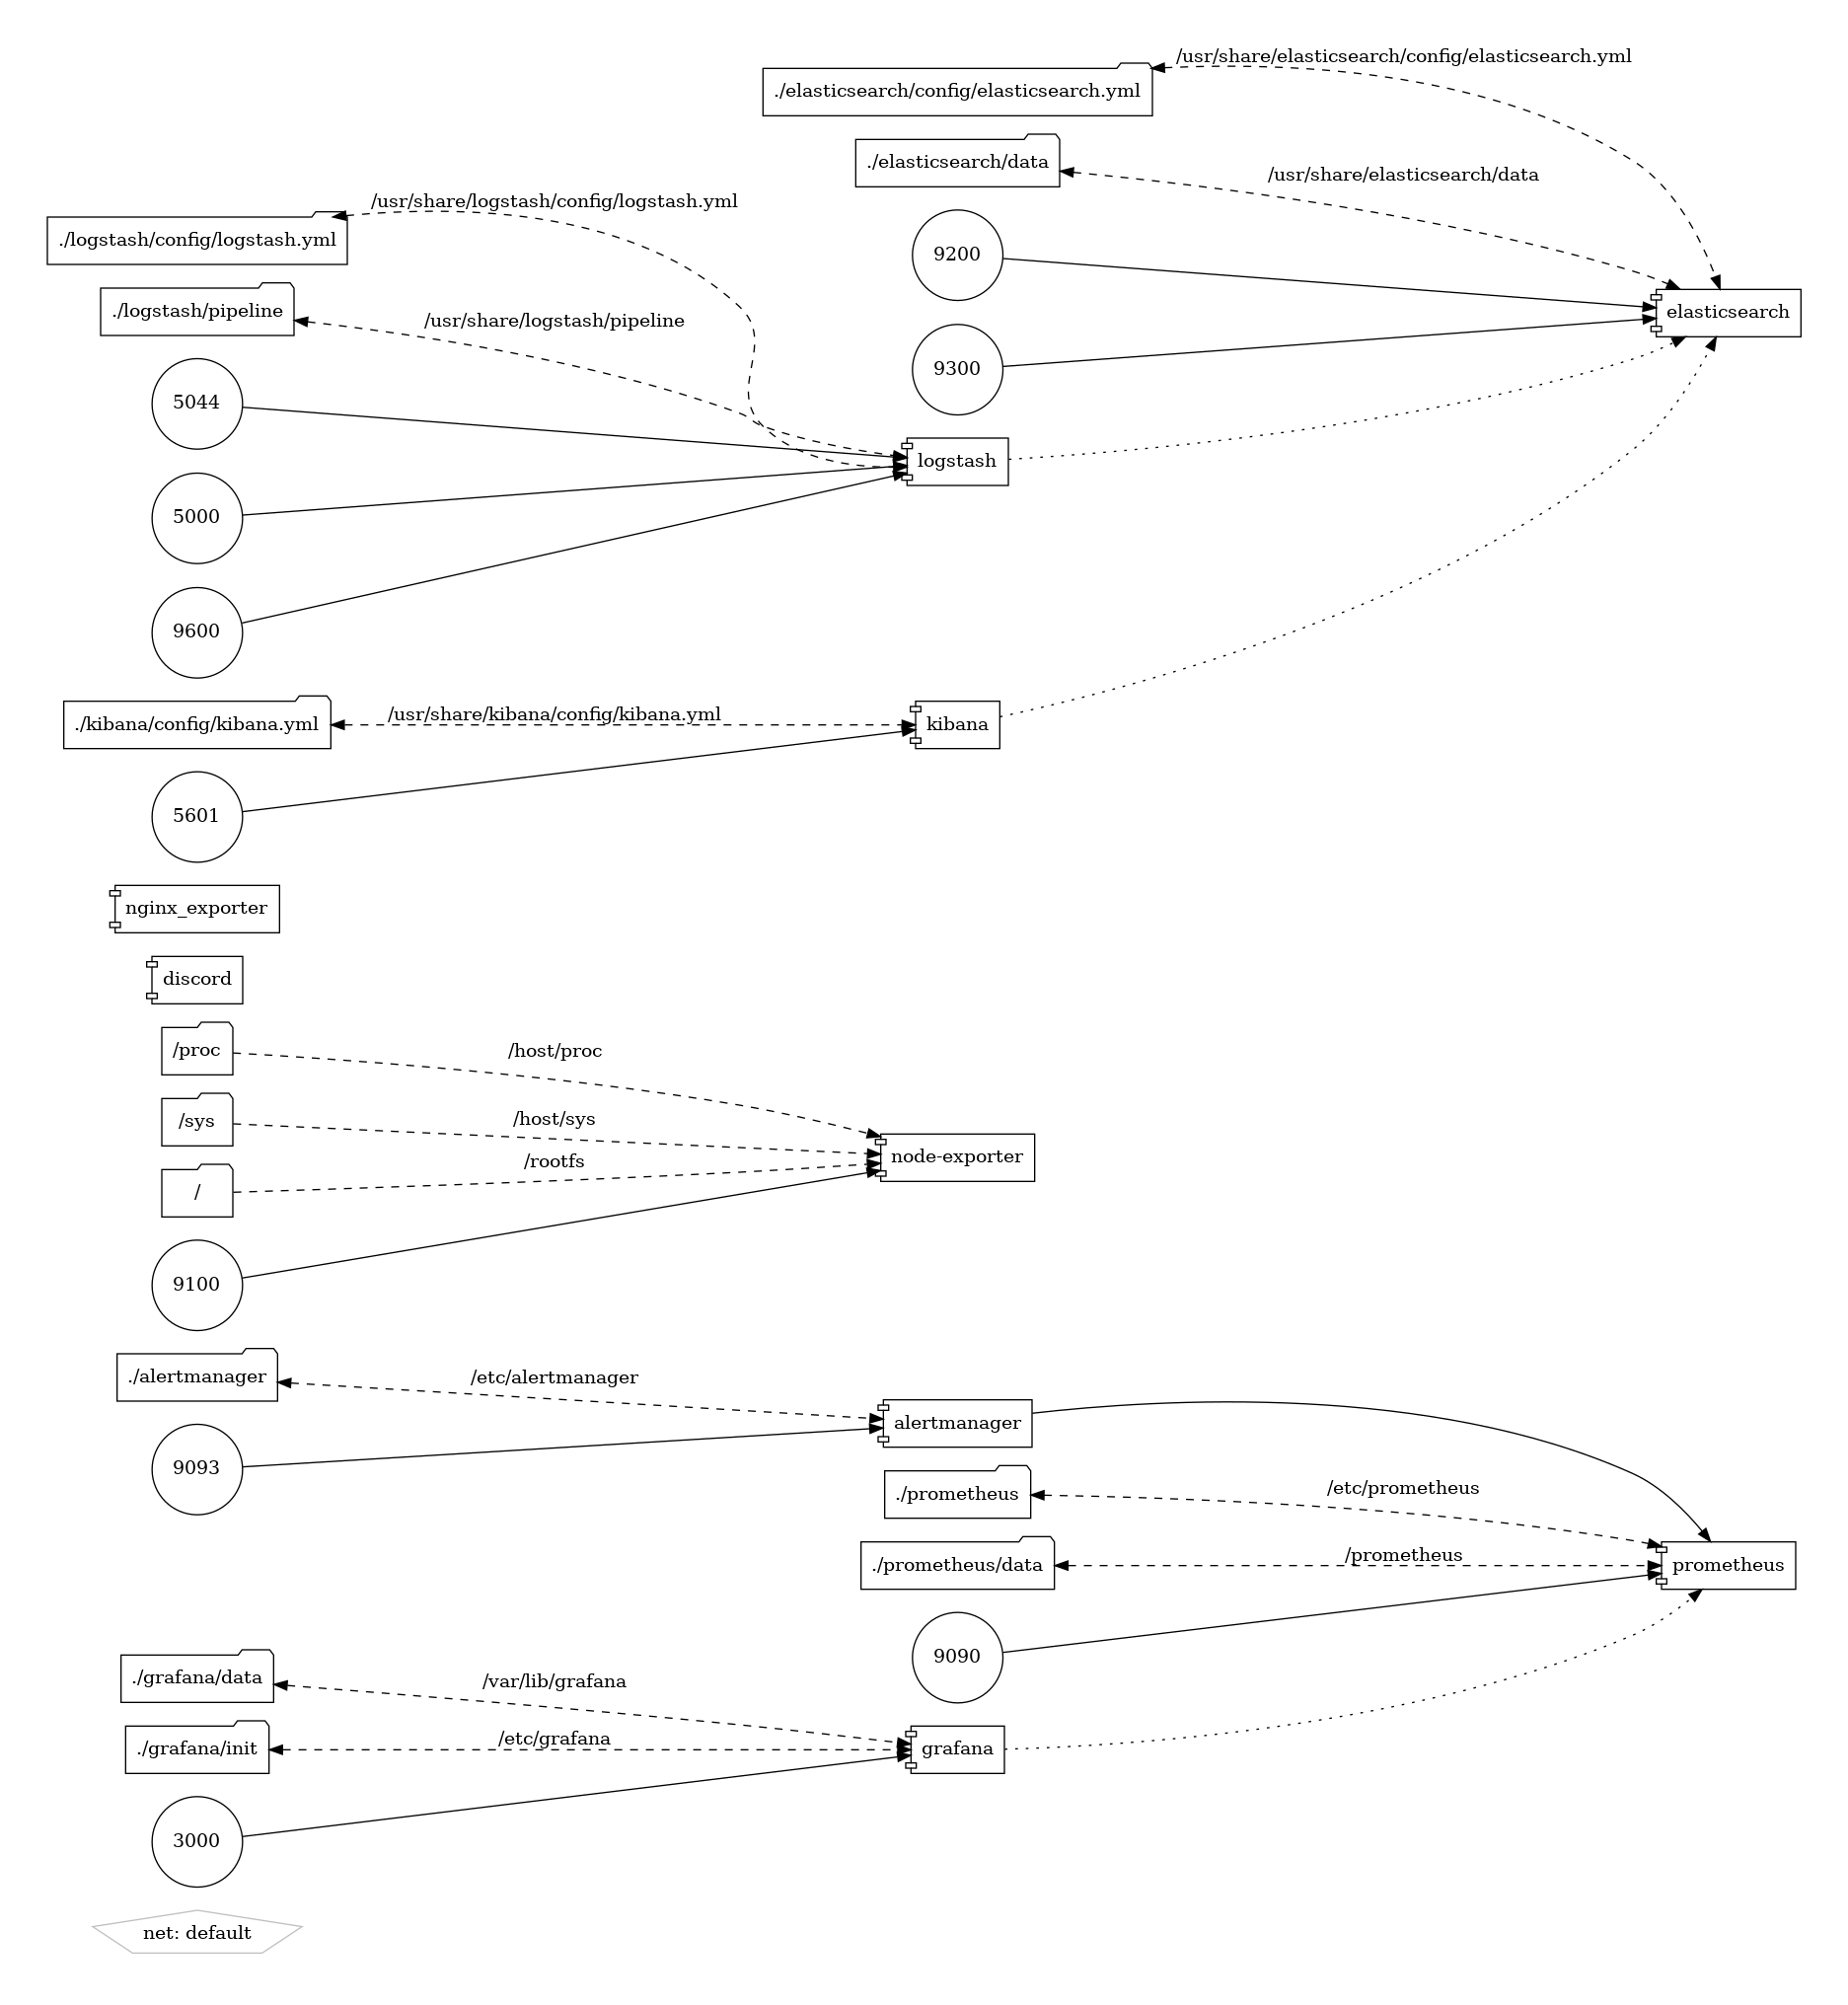 /usr/share/elasticsearch/config/elasticsearch.yml
./elasticsearch/config/elasticsearch.yml
./elasticsearch/data
/usr/share/elasticsearch/data
/usr/share/logstash/config/logstash.yml
./logstash/config/logstash.yml
9200
./logstash/pipeline
/usr/share/logstash/pipeline
elasticsearch
9300
5044
logstash
5000
9600
./kibana/config/kibana.yml
/usr/share/kibana/config/kibana.yml
kibana
5601
nginx_exporter
discord
/proc
/host/proc
/sys
/host/sys
node-exporter
/rootfs
/
9100
./alertmanager
/etc/alertmanager
alertmanager
9093
./prometheus
/etc/prometheus
./prometheus/data
/prometheus
prometheus
9090
./grafana/data
/var/lib/grafana
./grafana/init
/etc/grafana
grafana
3000
net: default